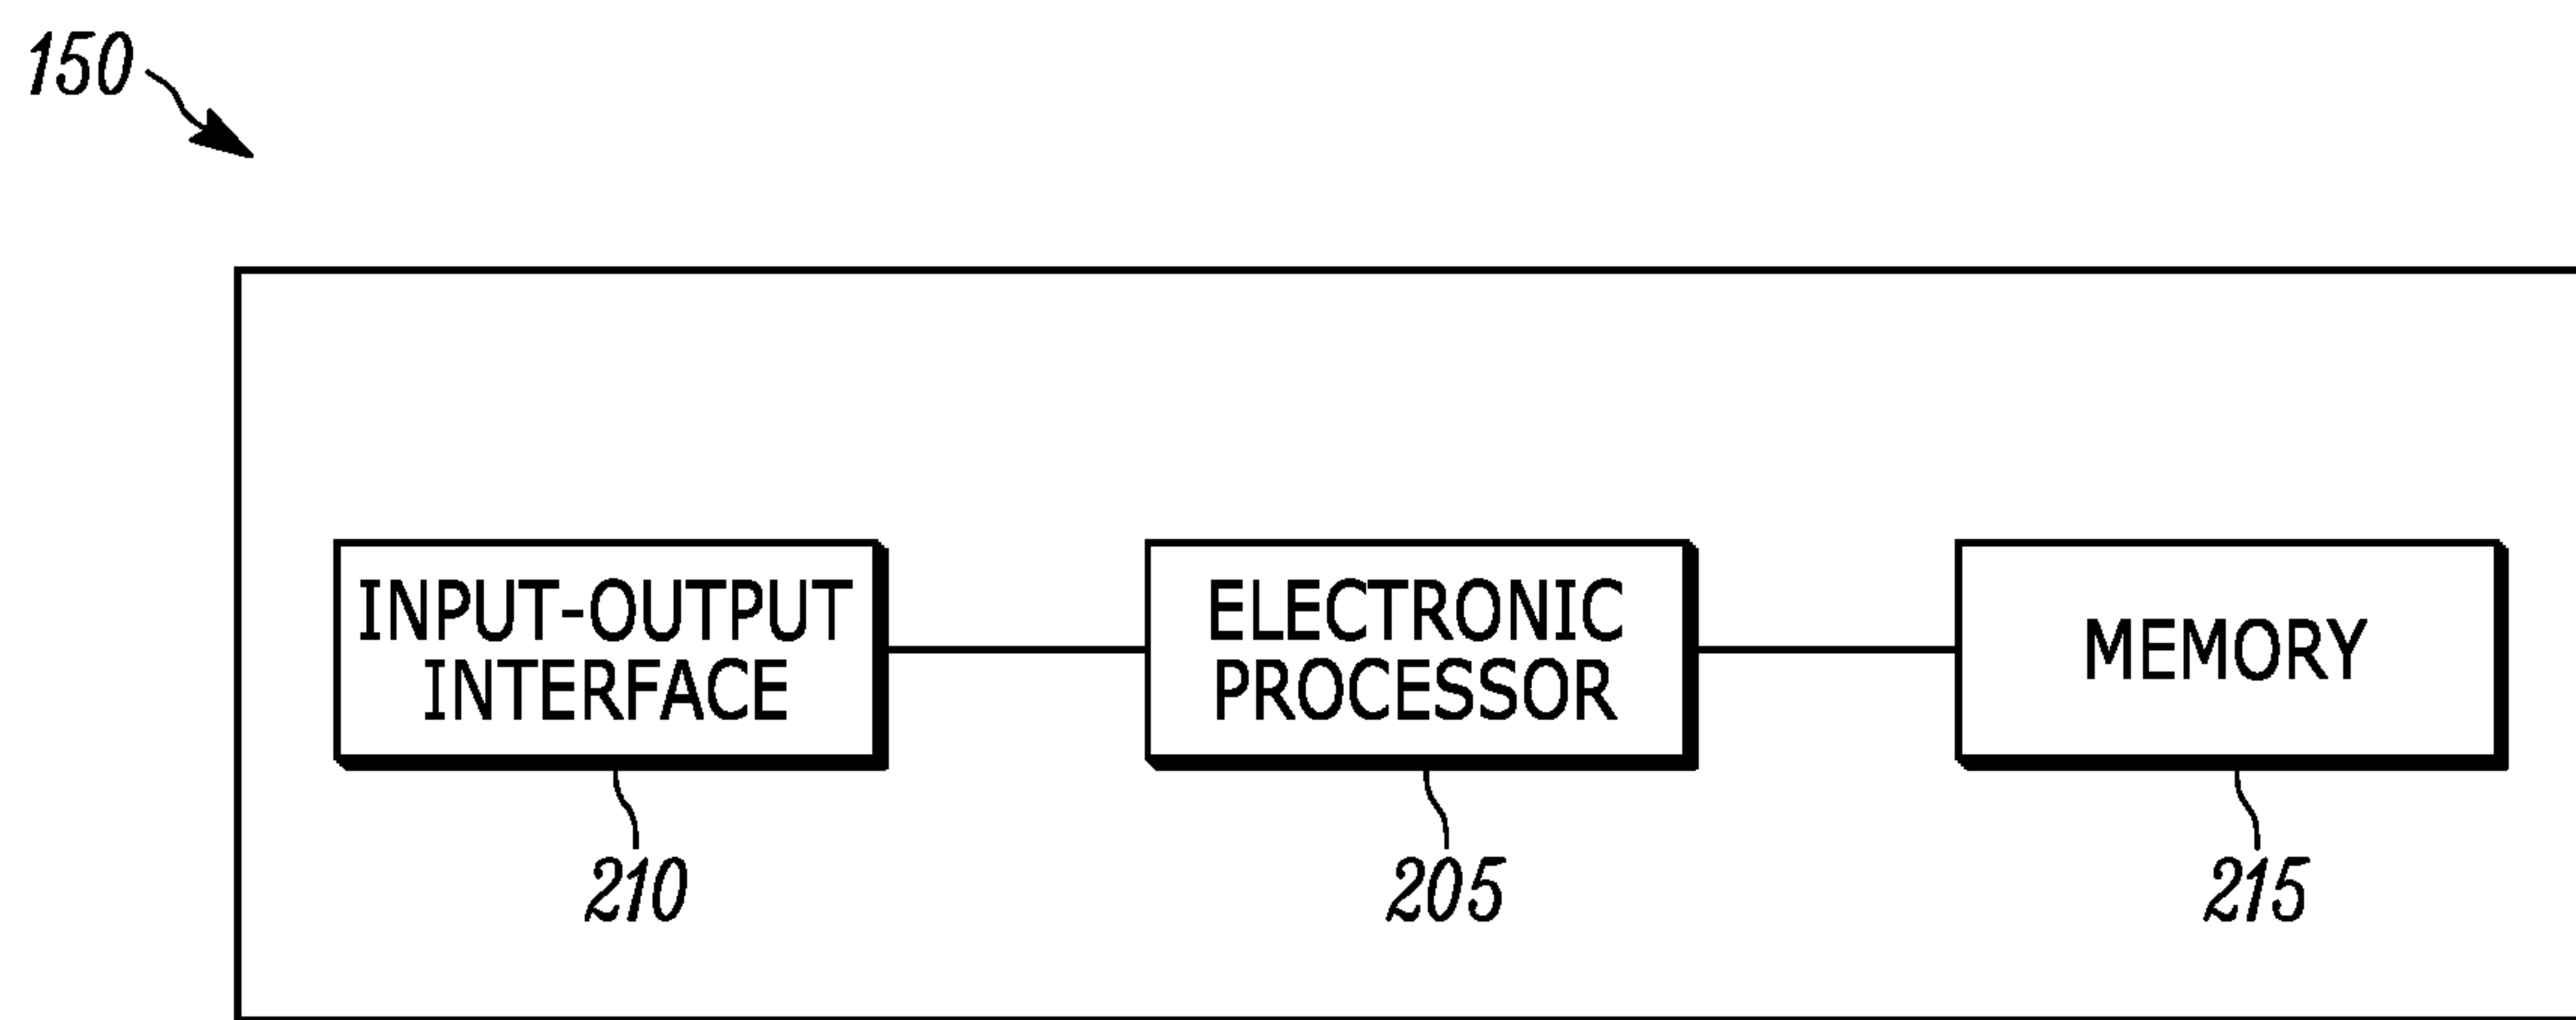 150
INPUT-OUTPUT
INTERFACE
ELECTRONIC
PROCESSOR
MEMORY
210
205
215